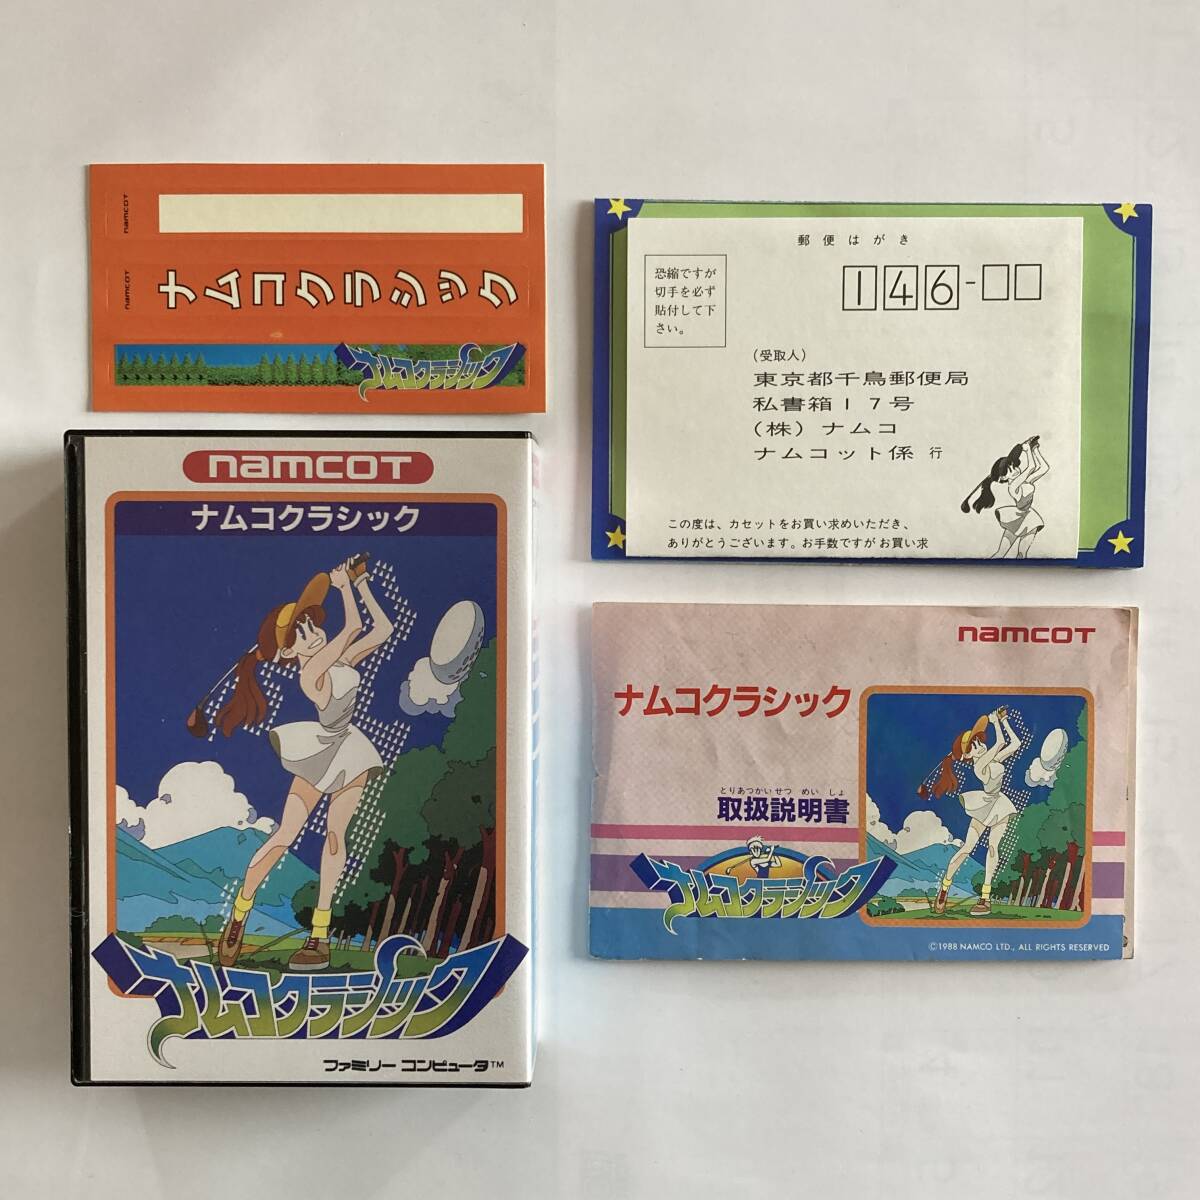 namcot
namcot
ナムコクラシック
ナムコクラシック
namcot
ナムコクラシック
ナムコクラシック
ファミリー コンピュータ™
郵便はがき
恐縮ですが
切手を必ず
貼付して下
さい。
146-
(受取人)
東京都千鳥郵便局
私書箱17号
(株)ナムコ
ナムコット係 行
この度は、カセットをお買い求めいただき、
ありがとうございます。お手数ですがお買い求
namcot
ナムコクラシック
とりあつかいせつめいしょ
取扱説明書
ナムコクラシック
©1988 NAMCO LTD., ALL RIGHTS RESERVED